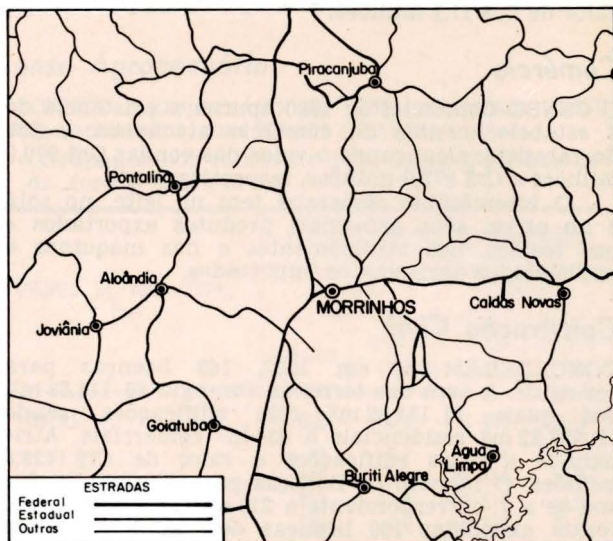 Piracanjuba
Pontalina
Aloândia
MORRINHOS
Caldas Novas
Joviânia
Goiatuba
Água
Limpa
Buriti Alegre
ESTRADAS
Federal
Estadual
Outras